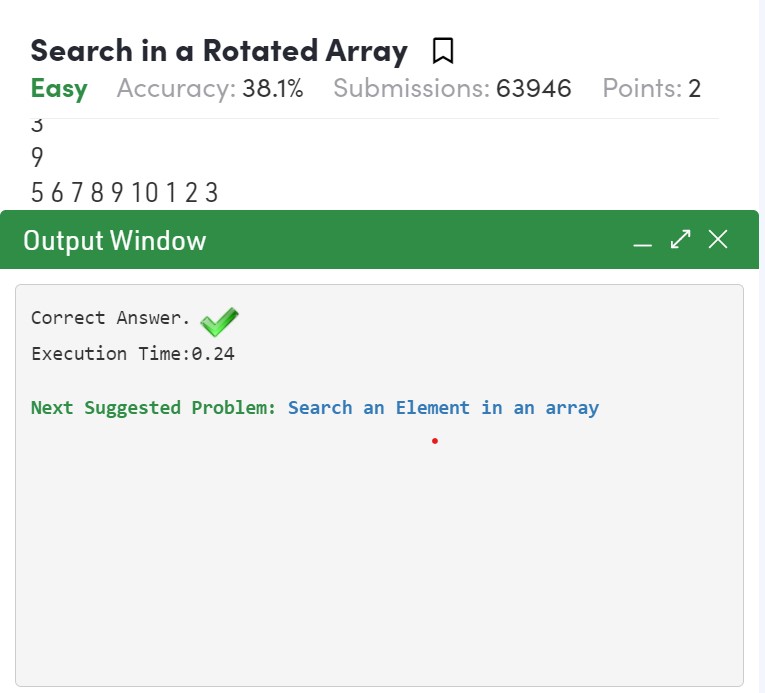 Search in a Rotated Array
Easy Accuracy: 38.1% Submissions: 63946 Points: 2
3
9
5 6 7 8 9 10 1 2 3
Output Window
Correct Answer.
Execution Time:0.24
Next Suggested Problem: Search an Element in an array